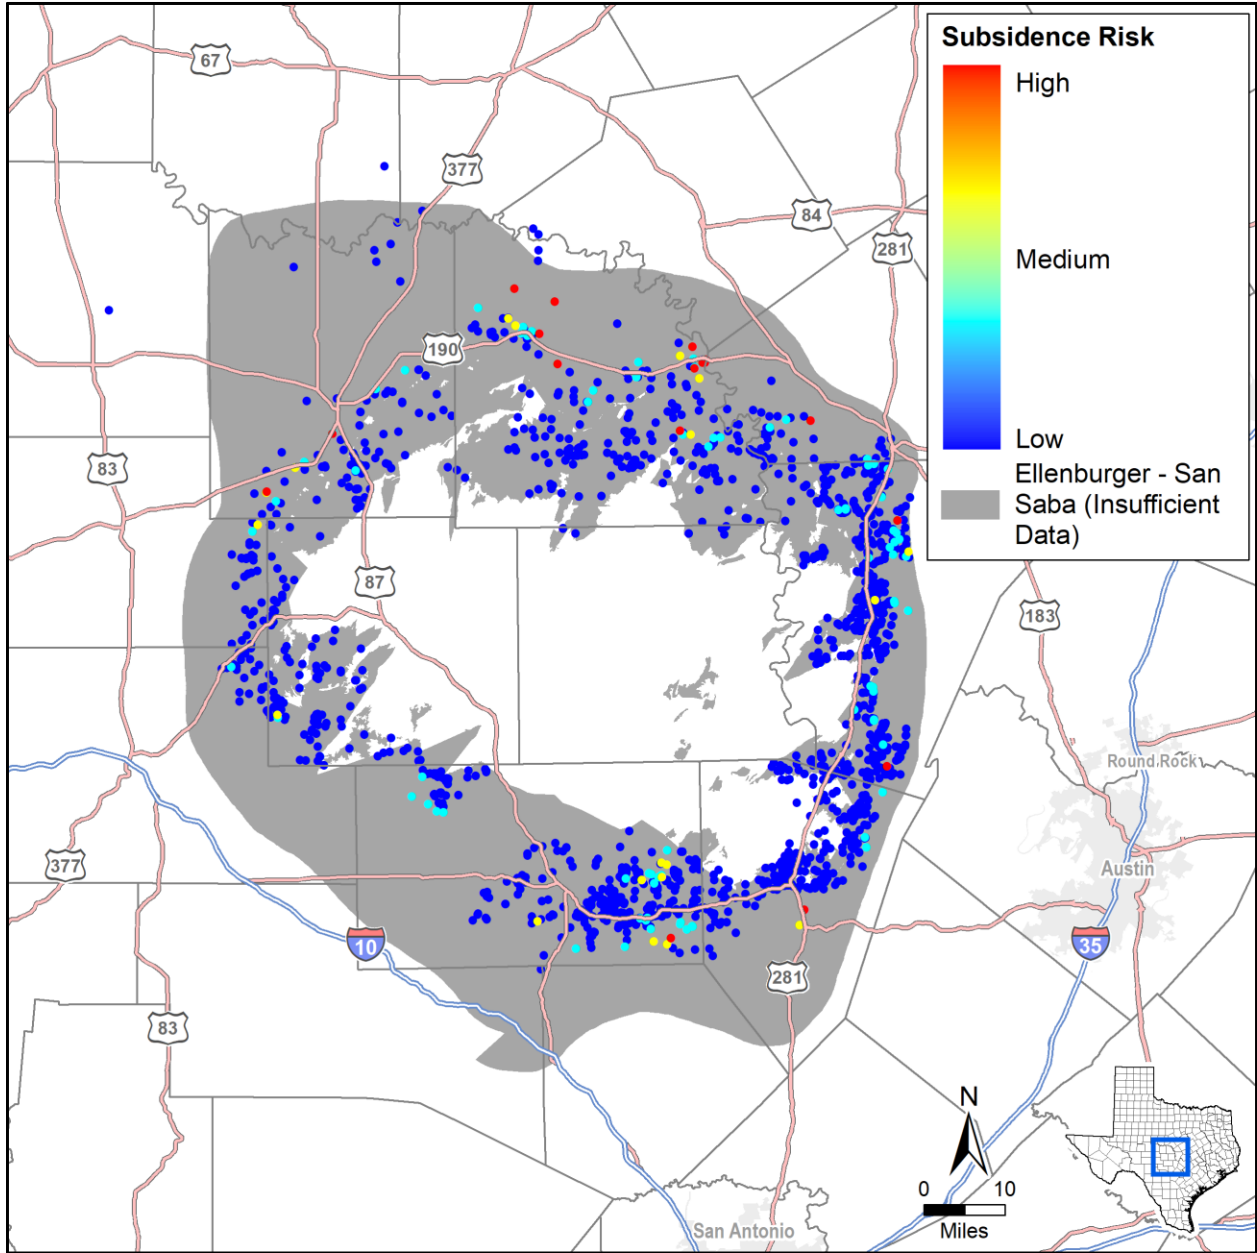 67
377
84
281
Subsidence Risk
High
Medium
Low
Ellenburger - San
Saba (Insufficient
Data)
190
83
87
183
Round Rock
377
Austin
10
35
281
83
N
0 10
Miles
San Antonio